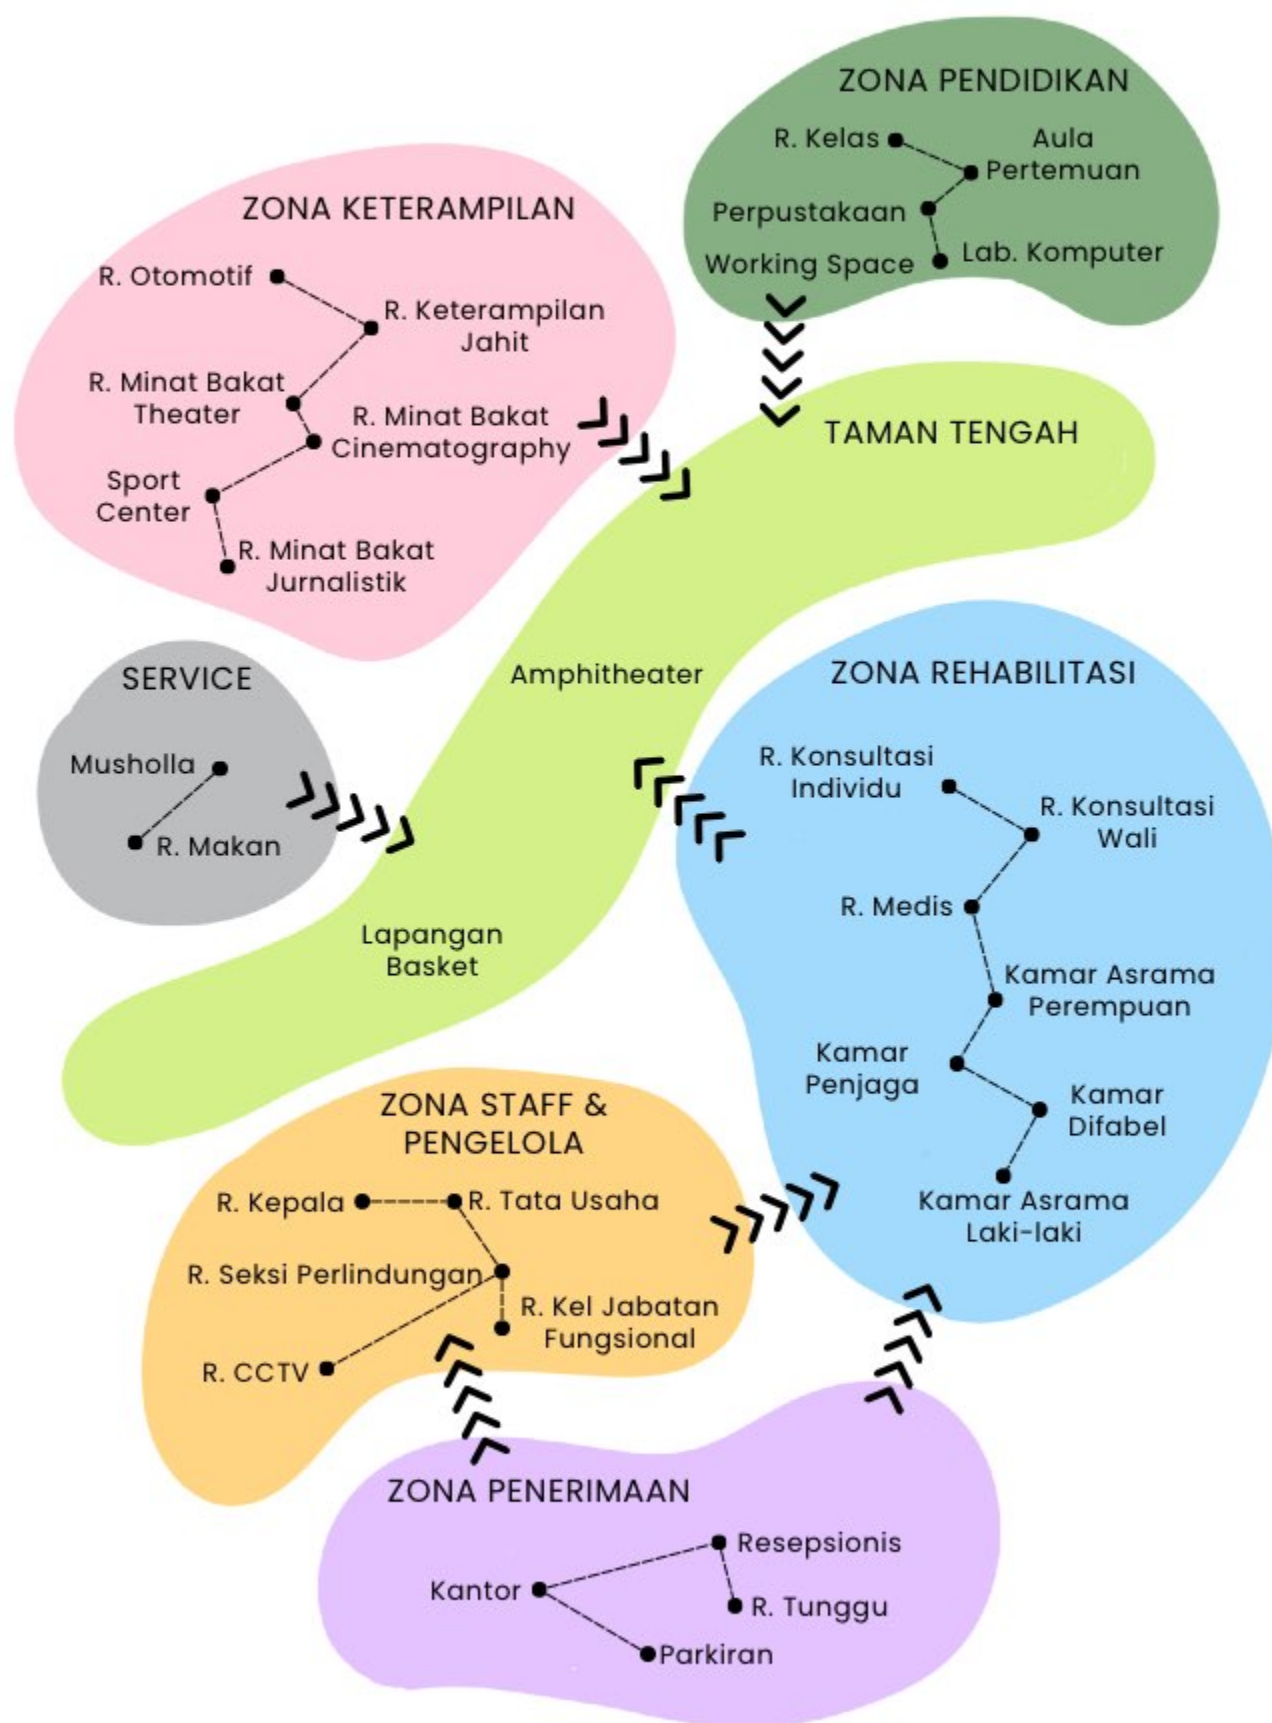 ZONA PENDIDIKAN
R. Kelas
Aula
Pertemuan
Perpustakaan
Working Space
Lab. Komputer
ZONA KETERAMPILAN
R. Otomotif
R. Keterampilan
Jahit
R. Minat Bakat
Theater
R. Minat Bakat
Cinematography
Sport
Center
R. Minat Bakat
Jurnalistik
TAMAN TENGAH
Amphitheater
Lapangan
Basket
SERVICE
Musholla
R. Makan
ZONA REHABILITASI
R. Konsultasi
Individu
R. Konsultasi
Wali
R. Medis
Kamar Asrama
Perempuan
Kamar
Penjaga
Kamar
Difabel
Kamar Asrama
Laki-laki
ZONA STAFF &
PENGELOLA
R. Kepala
R. Tata Usaha
R. Seksi Perlindungan
R. Kel Jabatan
Fungsional
R. CCTV
ZONA PENERIMAAN
Resepsionis
Kantor
R. Tunggu
Parkiran